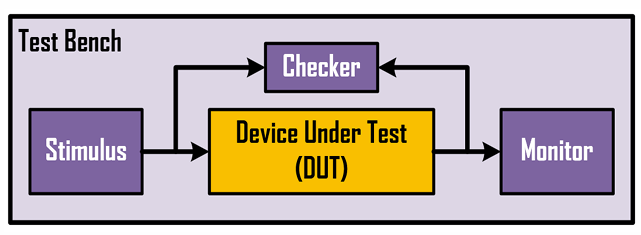 Test Bench
Checker
Stimulus
Device Under Test
(DUT)
Monitor